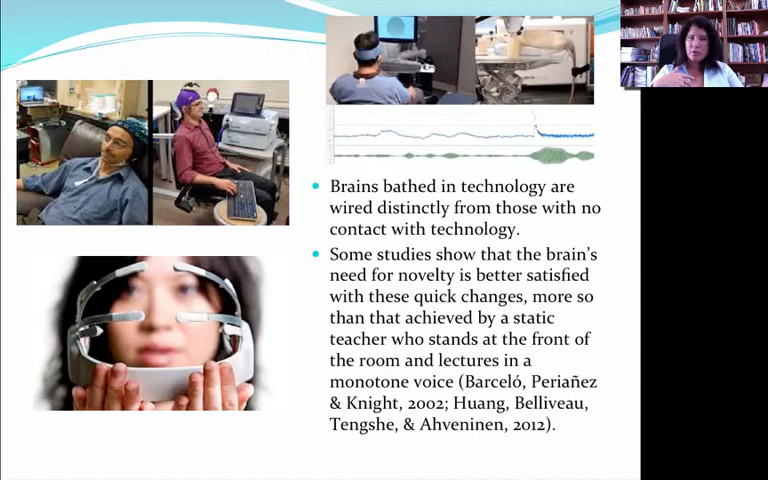 Brains bathed in technology are
wired distinctly from those with no
contact with technology.
Some studies show that the brain's
need for novelty is better satisfied
with these quick changes, more so
than that achieved by a static
teacher who stands at the front of
the room and lectures in a
monotone voice (Barceló, Periañez
& Knight, 2002; Huang, Belliveau,
Tengshe, & Ahveninen, 2012).